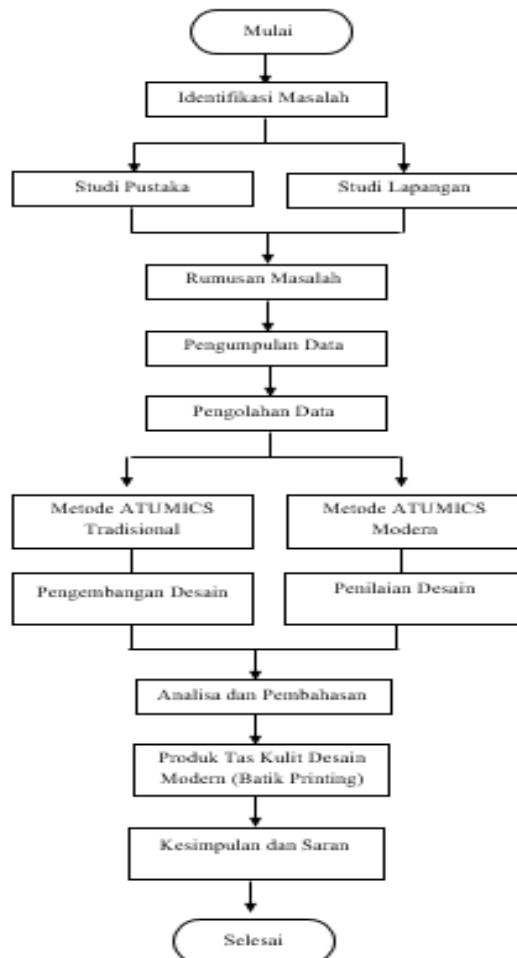 Mulai
Identifikasi Masalah
Studi Pustaka
Studi Lapangan
Rumusan Masalah
Pengumpulan Data
Pengolahan Data
Metode ATUMICS
Tradisional
Metode ATUMICS
Modern
Pengembangan Desain
Penilaian Desain
Analisa dan Pembahasan
Produk Tas Kulit Desain
Modern (Batik Printing)
Kesimpulan dan Saran
Selesai